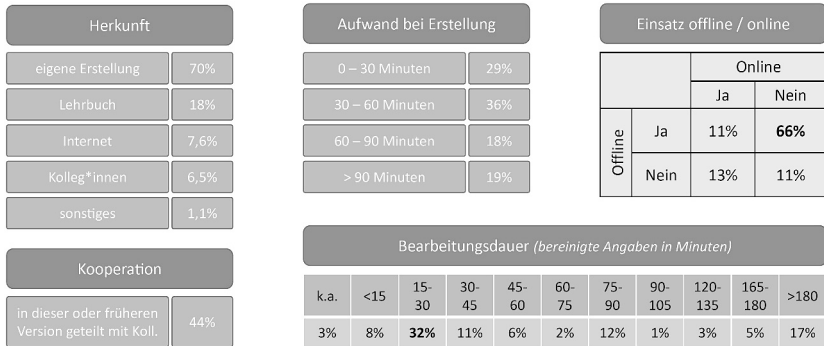 Herkunft
eigene Erstellung 70%
Lehrbuch 18%
Internet 7,6%
Kolleg*innen 6,5%
sonstiges 1,1%
Kooperation
in dieser oder früheren
Version geteilt mit Koll. 44%
Aufwand bei Erstellung
0 – 30 Minuten 29%
30 – 60 Minuten 36%
60 – 90 Minuten 18%
> 90 Minuten 19%
Einsatz offline / online
Online
Ja Nein
Offline
Ja 11% 66%
Nein 13% 11%
Bearbeitungsdauer (bereinigte Angaben in Minuten)
k.a. <15 15- 30- 45- 60- 75- 90- 120- 165- >180
30 45 60 75 90 105 135 180
3% 8% 32% 11% 6% 2% 12% 1% 3% 5% 17%